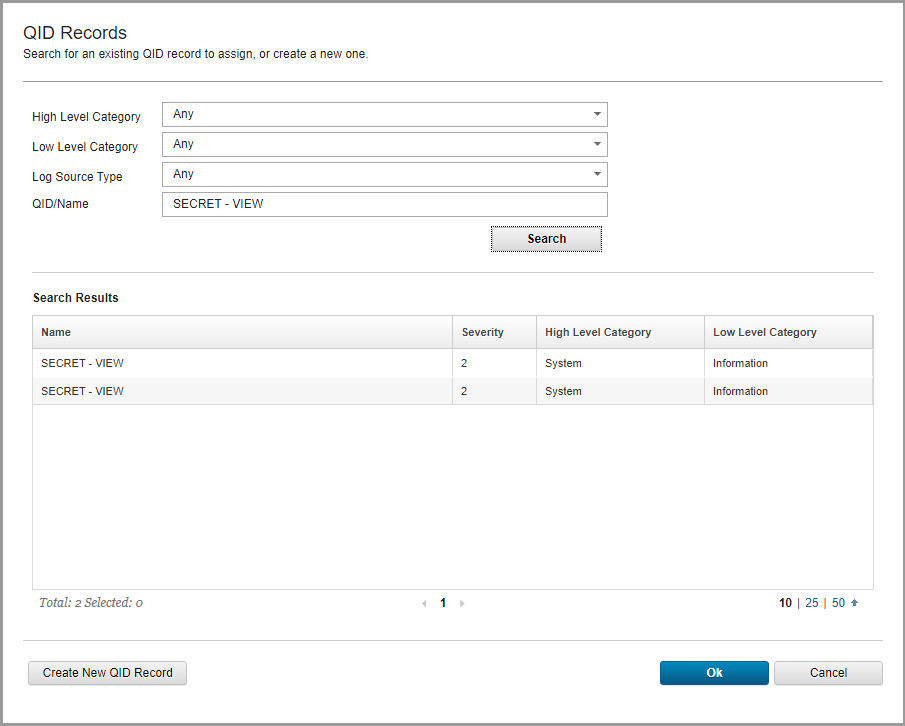 QID Records
Search for an existing QID record to assign, or create a new one.
High Level Category Any
Low Level Category Any
Log Source Type Any
QID/Name SECRET - VIEW
Search
Search Results
Name Severity High Level Category Low Level Category
SECRET - VIEW 2 System Information
SECRET - VIEW 2 System Information
Total: 2 Selected: 0 1 10 | 25 | 50
Create New QID Record Ok Cancel